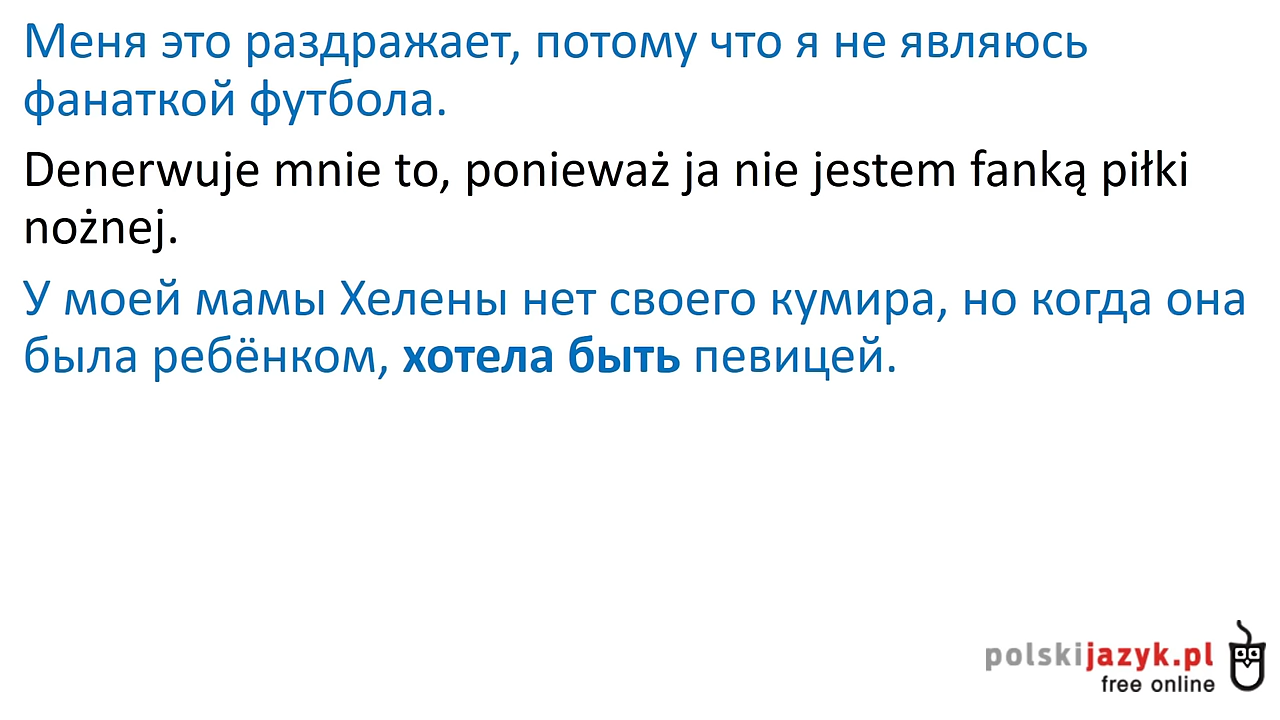 Меня это раздражает, потому что я не являюсь
фанаткой футбола.
Denerwuje mnie to, ponieważ ja nie jestem fanką piłki
nożnej.
У моей мамы Хелены нет своего кумира, но когда она
была ребёнком, хотела быть певицей.
polskijazyk.pl
free online